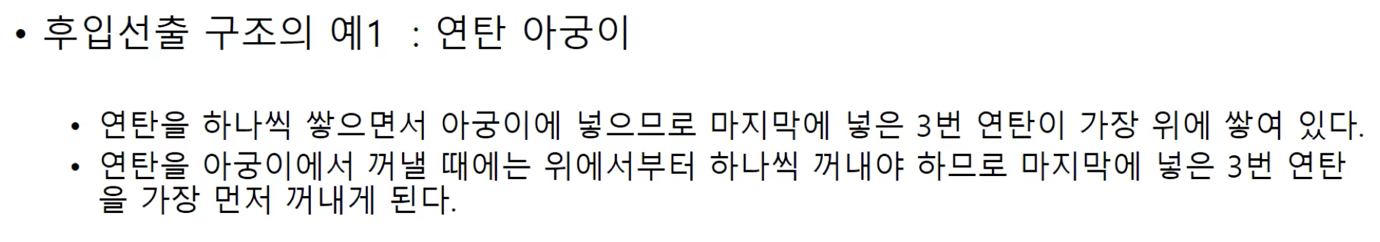 • 후입선출 구조의 예1 : 연탄 아궁이
• 연탄을 하나씩 쌓으면서 아궁이에 넣으므로 마지막에 넣은 3번 연탄이 가장 위에 쌓여 있다.
• 연탄을 아궁이에서 꺼낼 때에는 위에서부터 하나씩 꺼내야 하므로 마지막에 넣은 3번 연탄
을 가장 먼저 꺼내게 된다.